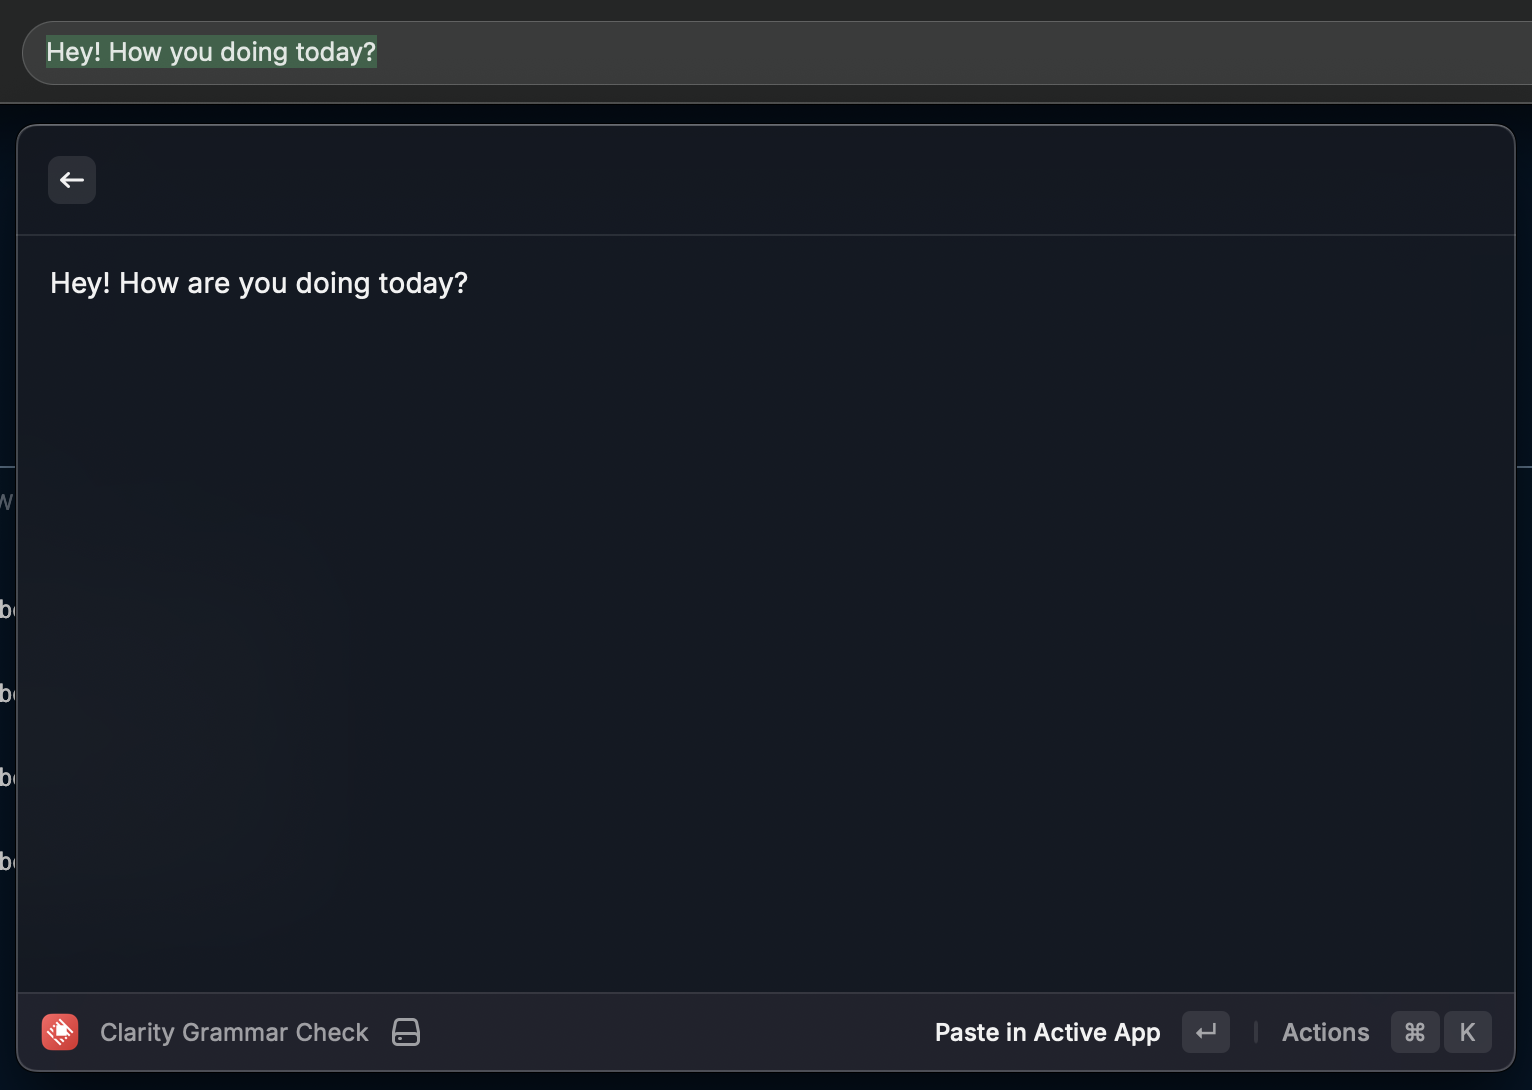 Hey! How you doing today?
Hey! How are you doing today?
Clarity Grammar Check
Paste in Active App ↵ | Actions ⌘ K